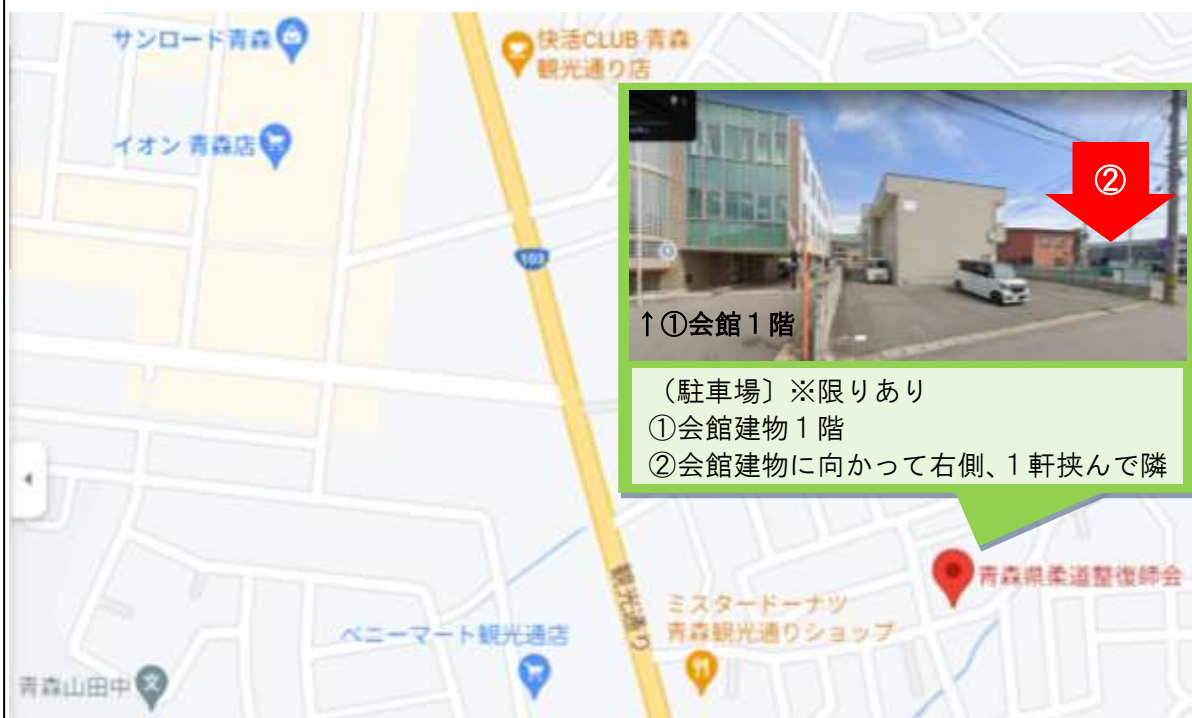 サンロード青森
快活CLUB 青森
観光通り店
イオン 青森店
103
②
↑①会館１階
（駐車場〕※限りあり
①会館建物１階
②会館建物に向かって右側、１軒挟んで隣
青森県柔道整復師会
観光通り
ミスタードーナツ
青森観光通りショップ
ベニーマート観光通店
青森山田中
文